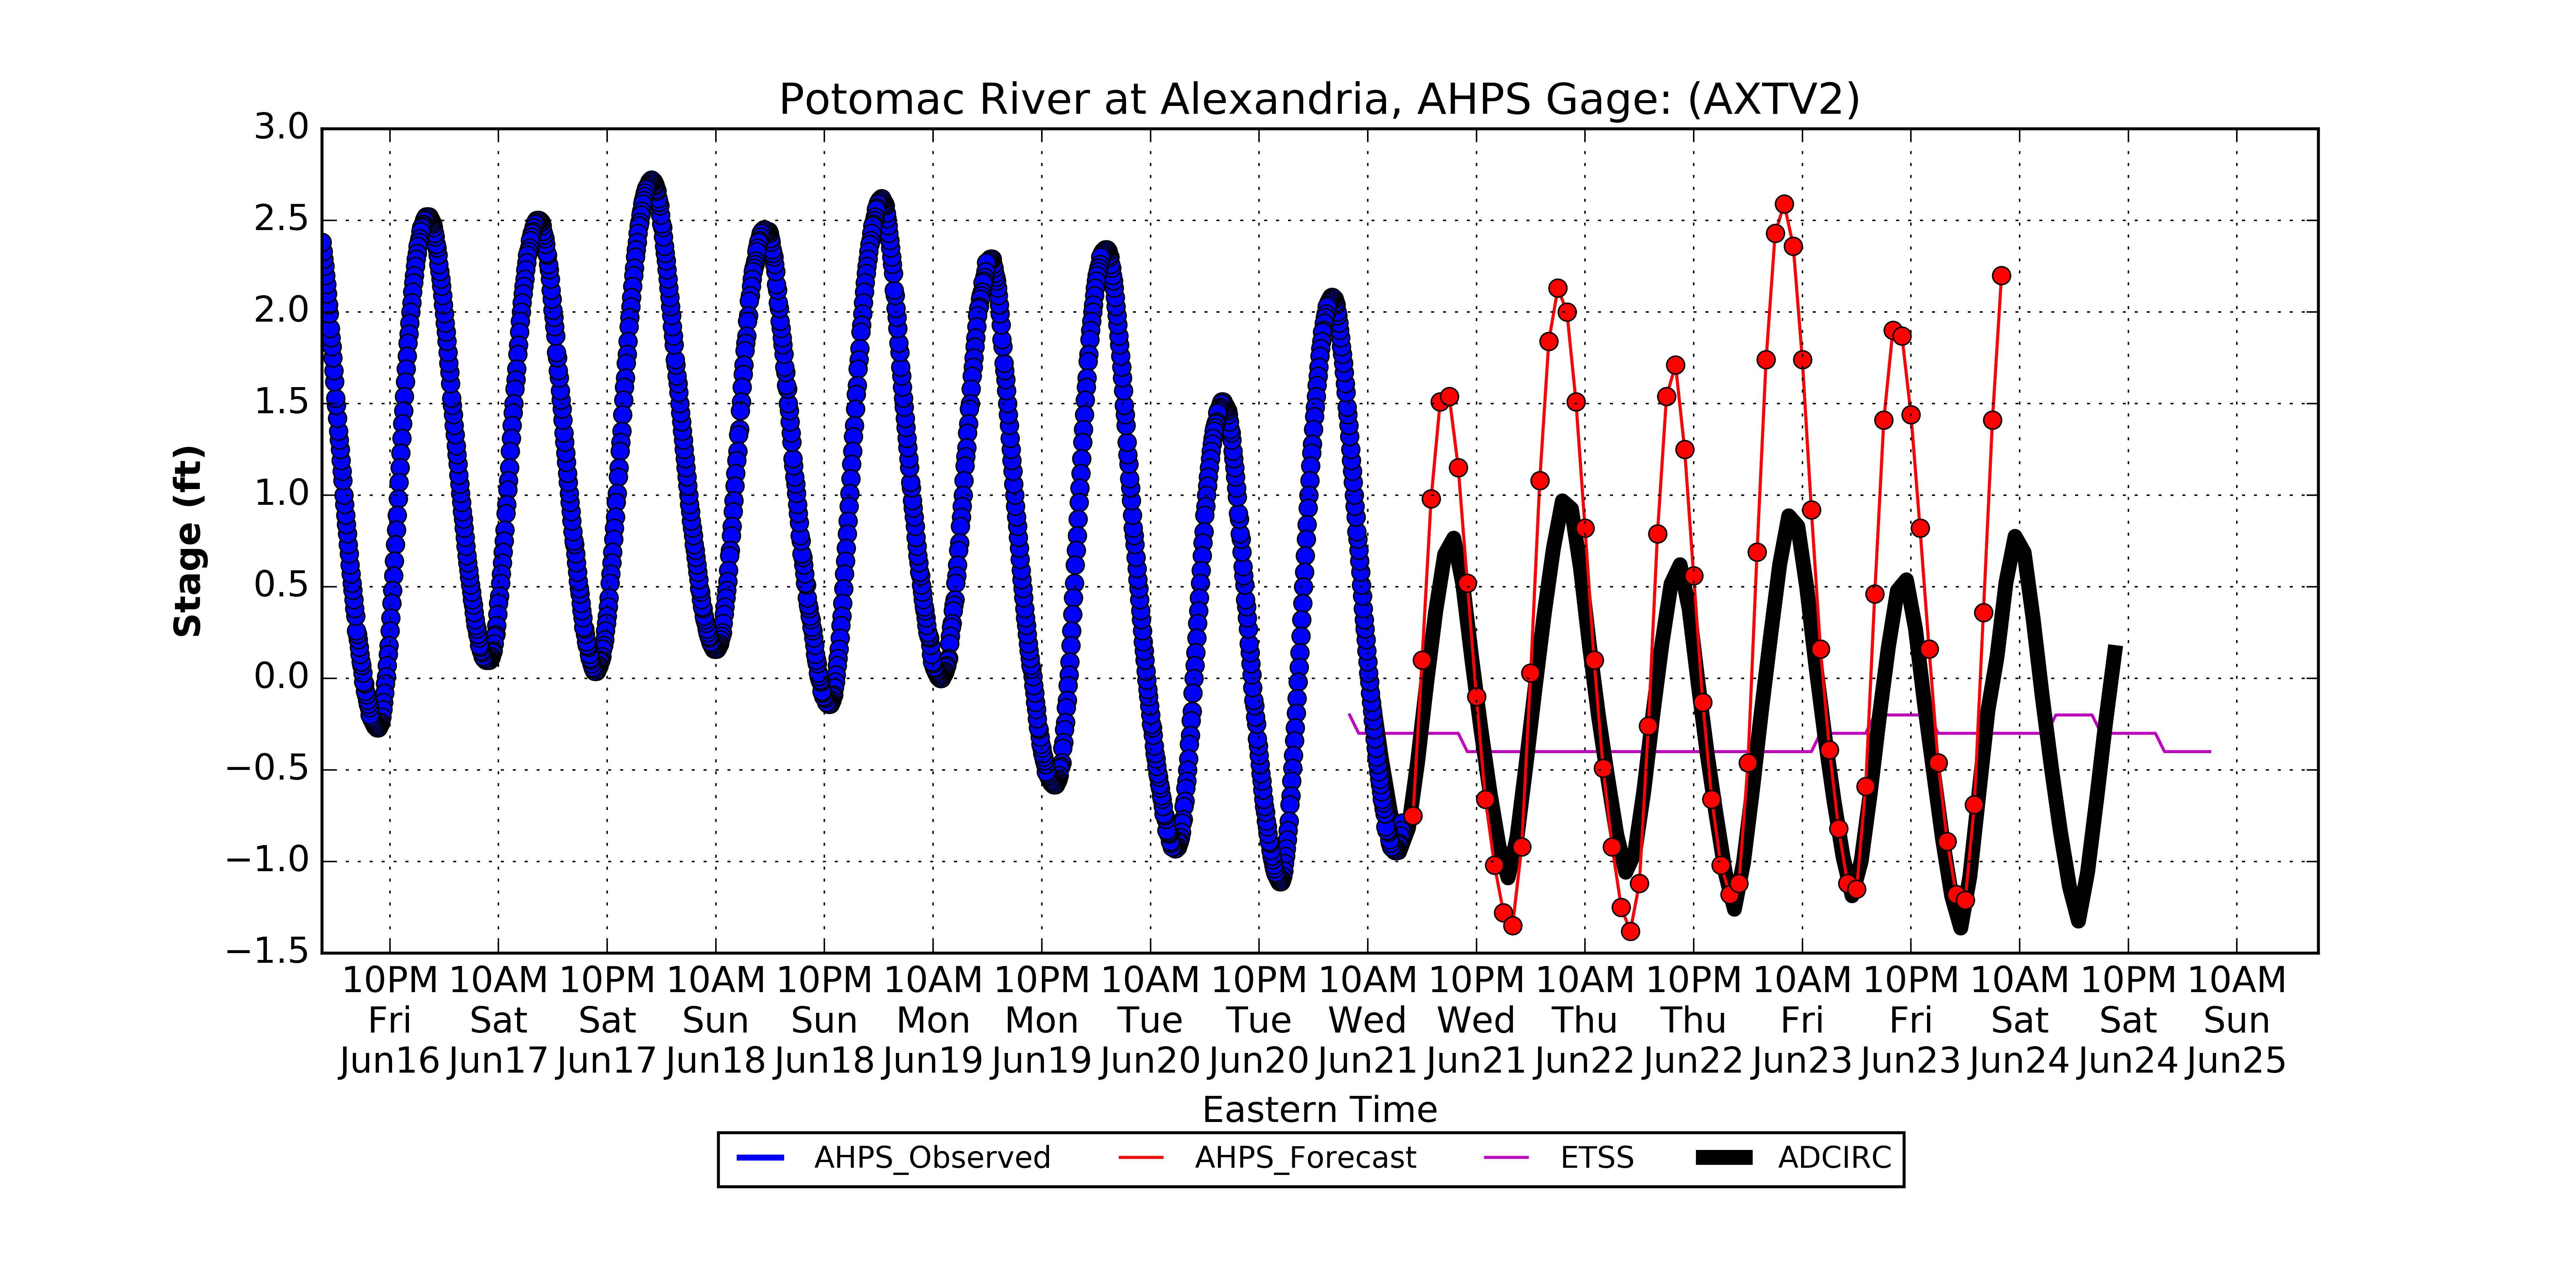 Potomac River at Alexandria, AHPS Gage: (AXTV2)
Stage (ft)
3.0
2.5
2.0
1.5
1.0
0.5
0.0
−0.5
−1.0
−1.5
10PM 10AM 10PM 10AM 10PM 10AM 10PM 10AM 10PM 10AM 10PM 10AM 10PM 10AM 10PM 10AM 10PM 10AM
Fri Sat Sat Sun Sun Mon Mon Tue Tue Wed Wed Thu Thu Fri Fri Sat Sat Sun
Jun16 Jun17 Jun17 Jun18 Jun18 Jun19 Jun19 Jun20 Jun20 Jun21 Jun21 Jun22 Jun22 Jun23 Jun23 Jun24 Jun24 Jun25
Eastern Time
AHPS_Observed AHPS_Forecast ETSS ADCIRC